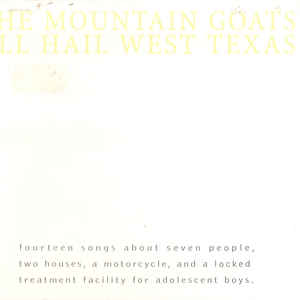 HE MOUNTAIN GOATS
LL HAIL WEST TEXAS
fourteen songs about seven people,
two houses, a motorcycle, and a locked
treatment facility for adolescent boys.